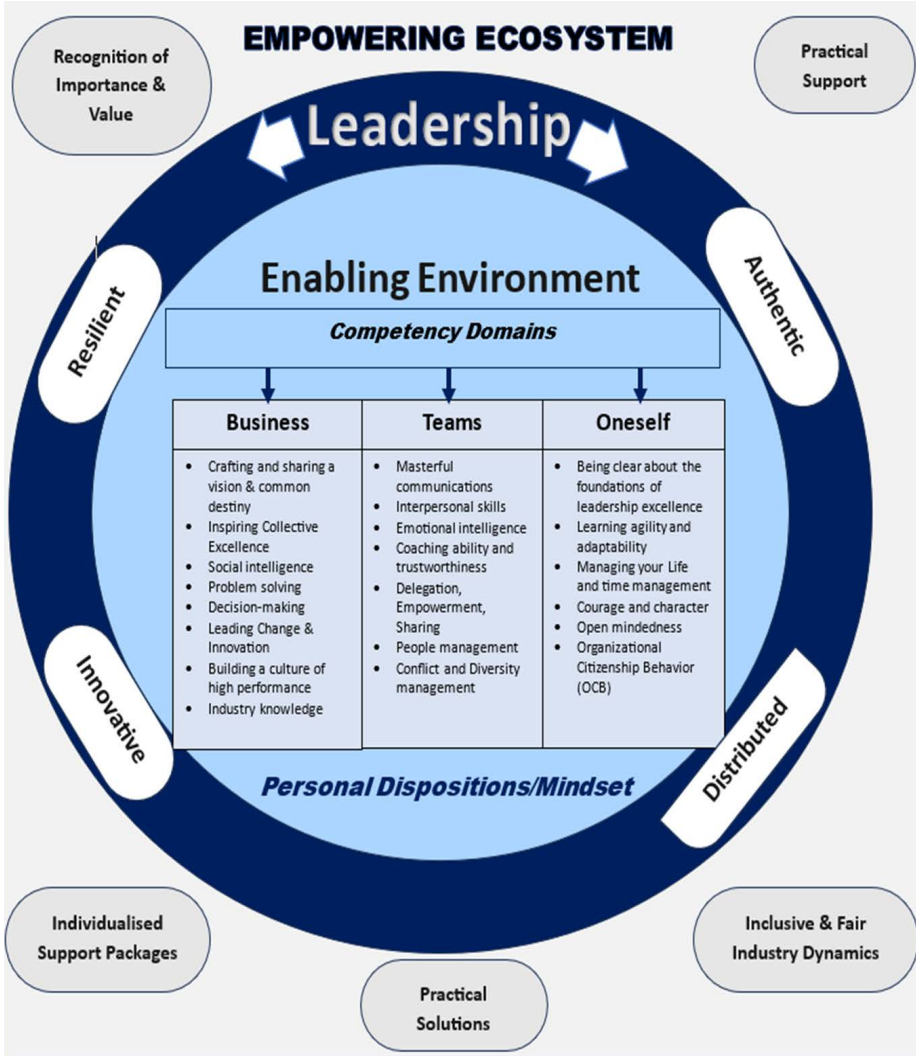 EMPOWERING ECOSYSTEM
Recognition of
Importance &
Value
Practical
Support
Leadership
Resilient
Authentic
Enabling Environment
Competency Domains
Business
• Crafting and sharing a
vision & common
destiny
• Inspiring Collective
Excellence
• Social intelligence
• Problem solving
• Decision-making
• Leading Change &
Innovation
• Building a culture of
high performance
• Industry knowledge
Teams
• Masterful
communications
• Interpersonal skills
• Emotional intelligence
• Coaching ability and
trustworthiness
• Delegation,
Empowerment,
Sharing
• People management
• Conflict and Diversity
management
Oneself
• Being clear about the
foundations of
leadership excellence
• Learning agility and
adaptability
• Managing your Life
and time management
• Courage and character
• Open mindedness
• Organizational
Citizenship Behavior
(OCB)
Innovative
Distributed
Personal Dispositions/Mindset
Individualised
Support Packages
Practical
Solutions
Inclusive & Fair
Industry Dynamics